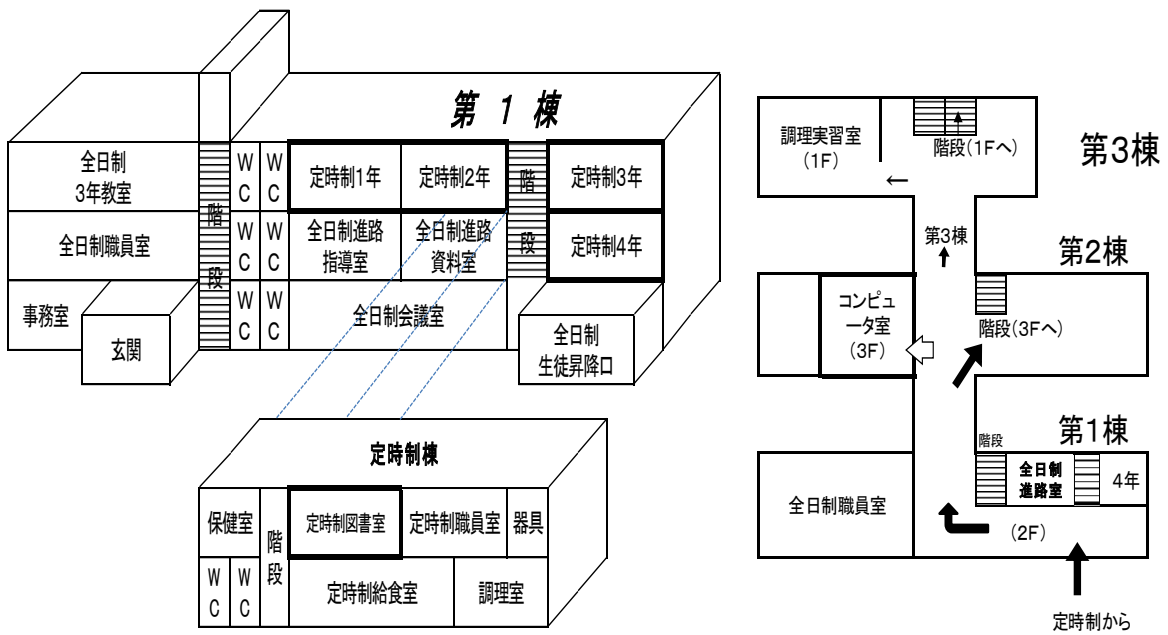 第1棟
全日制
3年教室
階
段
WC
WC
定時制1年
定時制2年
階
段
定時制3年
全日制職員室
WC
WC
全日制進路
指導室
全日制進路
資料室
定時制4年
事務室
玄関
WC
WC
全日制会議室
全日制
生徒昇降口
定時制棟
保健室
階
段
定時制図書室
定時制職員室
器具
WC
WC
定時制給食室
調理室
第3棟
調理実習室
(1F)
階段(1Fへ)
←
第3棟
第2棟
コンピュ
ータ室
(3F)
階段(3Fへ)
第1棟
階段
全日制
進路室
4年
全日制職員室
(2F)
定時制から